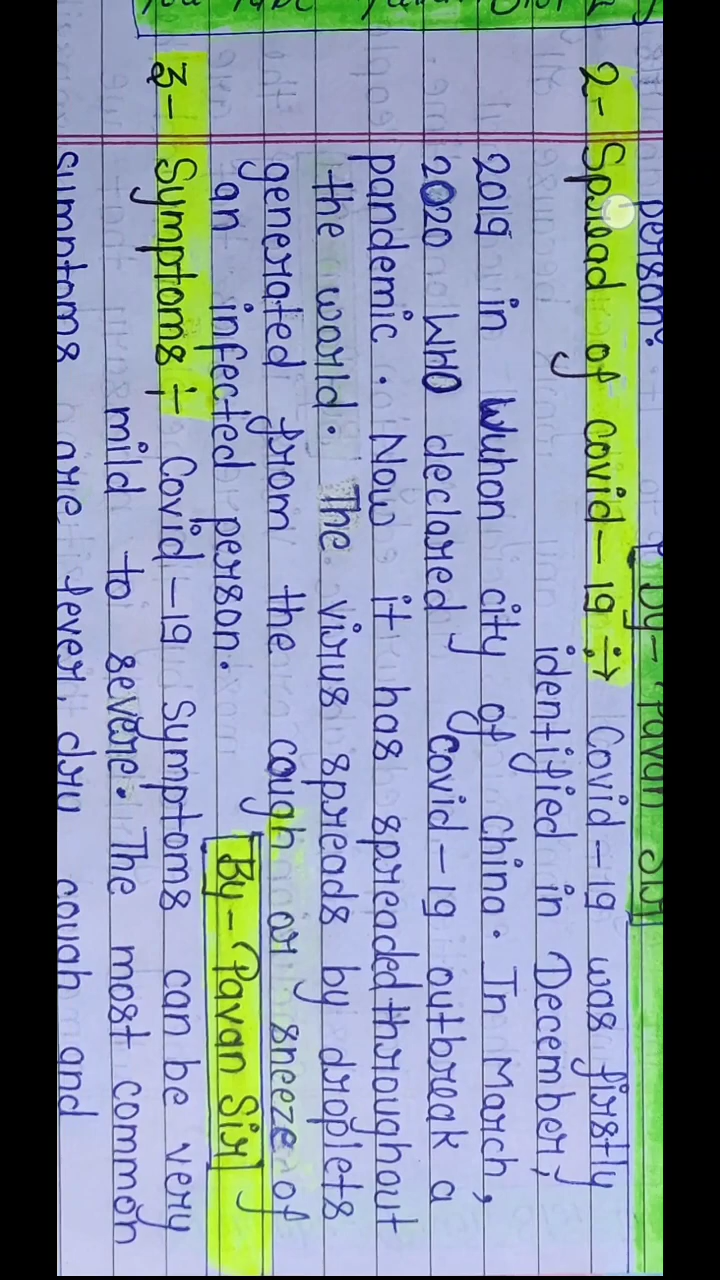 person.
By - Pavan Sir
2- Spread of covid-19 ÷→ Covid-19 was firstly
identified in December,
2019 in Wuhon city of China. In March,
2020 WHO declared covid-19 outbreak a
pandemic. Now it has spreaded throughout
the world. The virus spreads by droplets
generated from the cough or sneeze of
an infected person.
By - Pavan Sir
3- Symptoms ÷ Covid-19 Symptoms can be very
mild to severe. The most common
sumntoms are fever, dru cough and